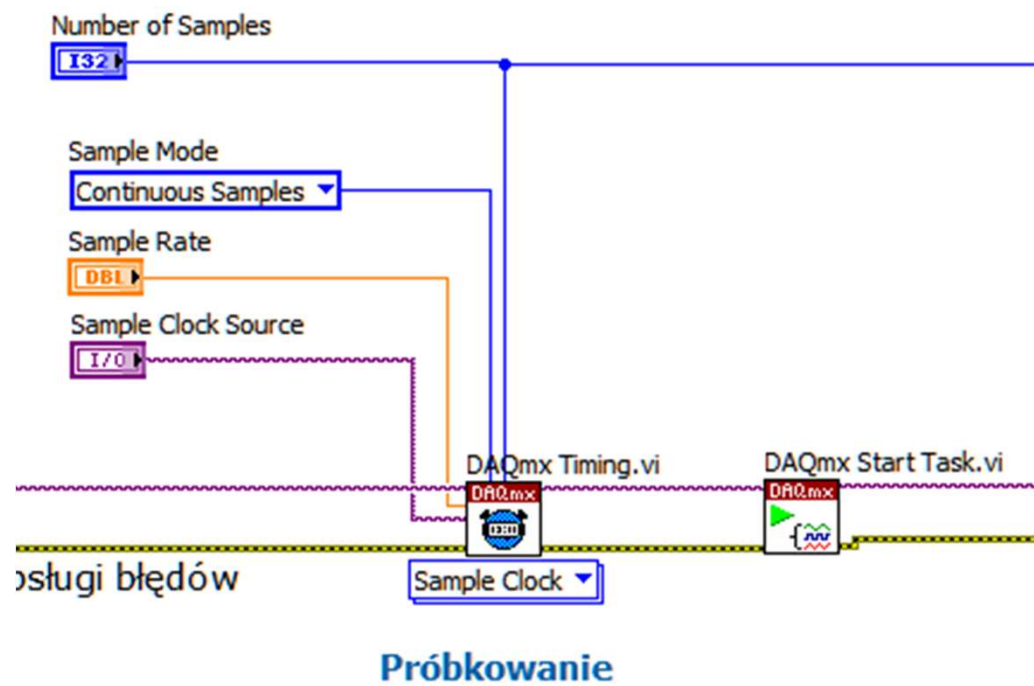 Number of Samples
I32
Sample Mode
Continuous Samples
Sample Rate
DBL
Sample Clock Source
I/O
DAQmx Timing.vi
DAQmx Start Task.vi
DAQmx
DAQmx
bsługi błędów
Sample Clock
Próbkowanie